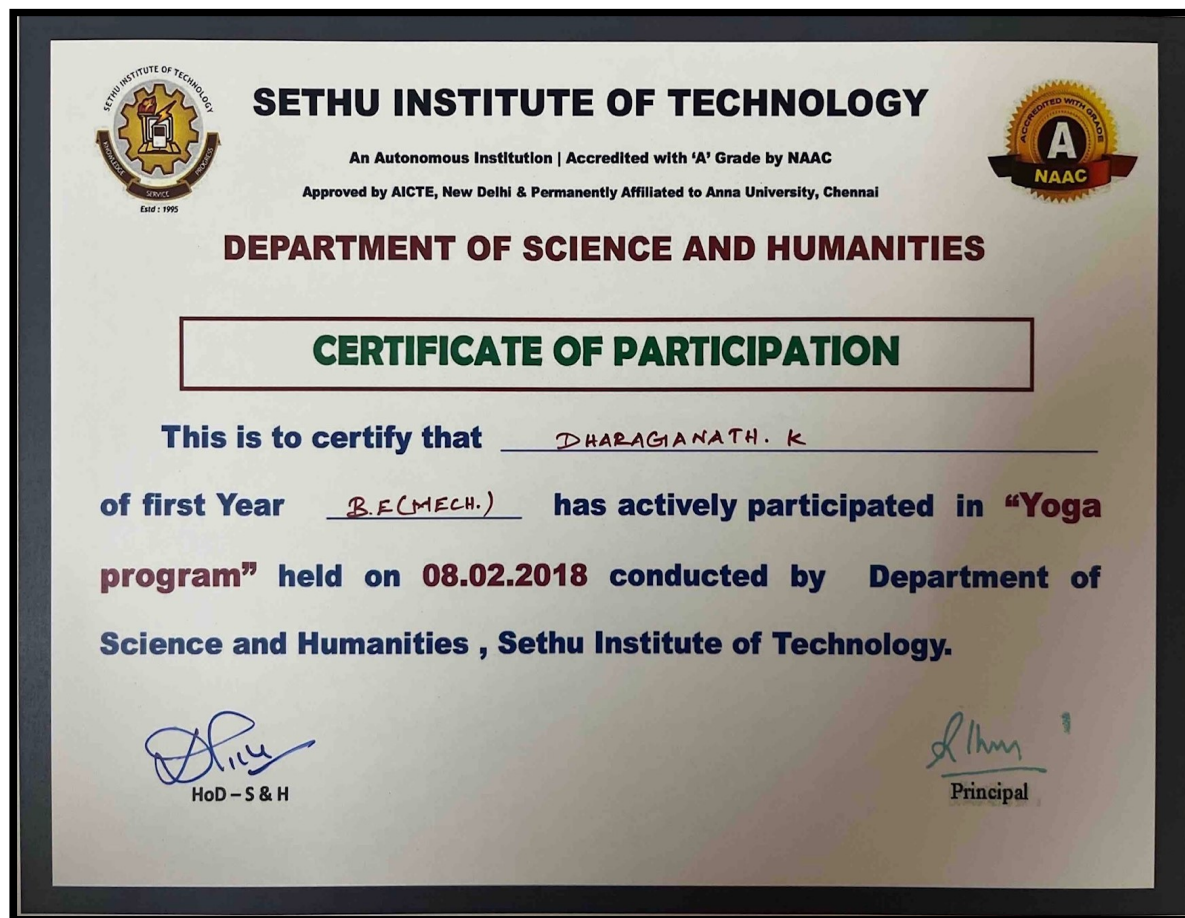 SETHU INSTITUTE OF TECHNOLOGY
KNOWLEDGE
SERVICE
PROGRESS
Estd : 1995
SETHU INSTITUTE OF TECHNOLOGY
An Autonomous Institution | Accredited with ‘A’ Grade by NAAC
Approved by AICTE, New Delhi & Permanently Affiliated to Anna University, Chennai
ACCREDITED WITH GRADE
A
NAAC
DEPARTMENT OF SCIENCE AND HUMANITIES
CERTIFICATE OF PARTICIPATION
This is to certify that DHARAGANATH. K
of first Year B.E(MECH.) has actively participated in “Yoga
program” held on 08.02.2018 conducted by Department of
Science and Humanities , Sethu Institute of Technology.
HoD – S & H
Principal